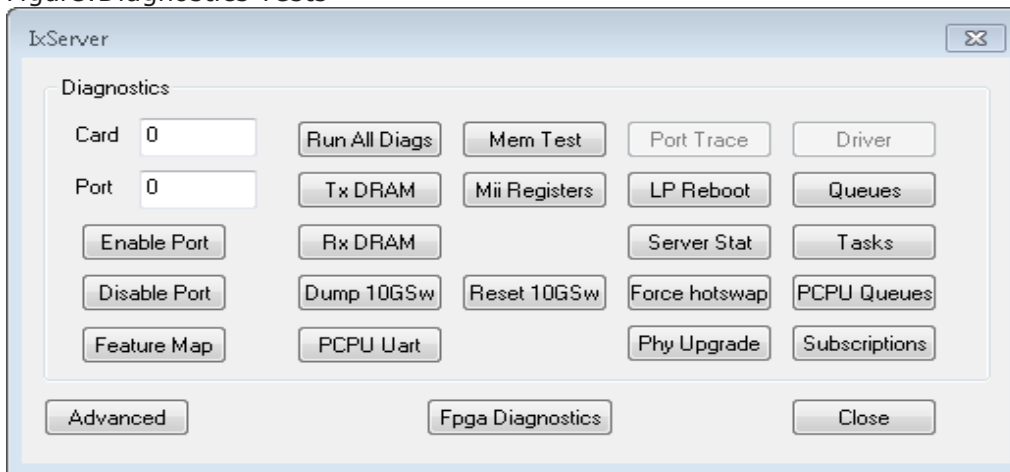 Figure:Diagnostics Tests
IxServer
Diagnostics
Card 0 Run All Diags Mem Test Port Trace Driver
Port 0 Tx DRAM Mii Registers LP Reboot Queues
Enable Port Rx DRAM Server Stat Tasks
Disable Port Dump 10GSw Reset 10GSw Force hotswap PCPU Queues
Feature Map PCPU Uart Phy Upgrade Subscriptions
Advanced Fpga Diagnostics Close